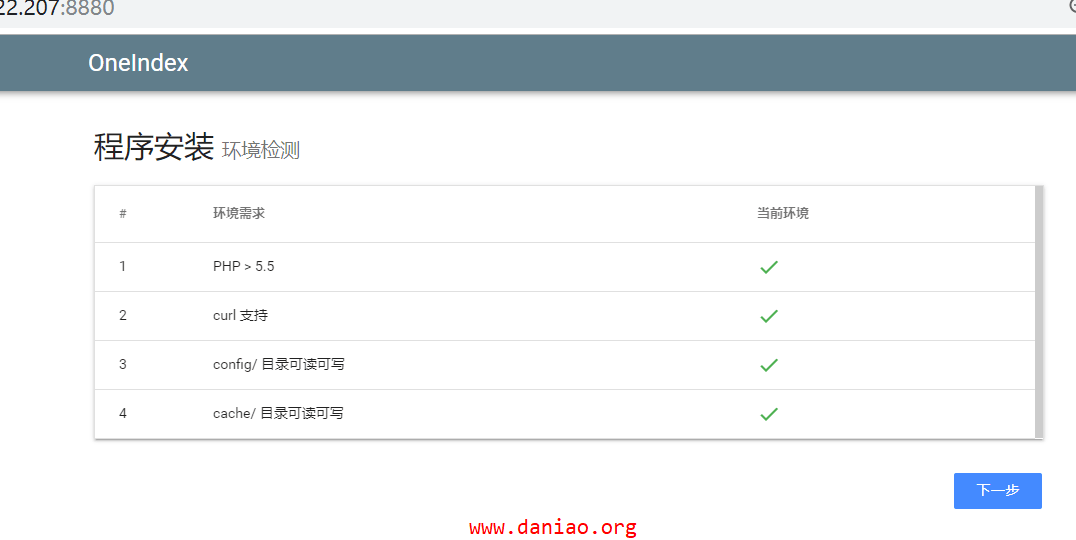 22.207:8880
OneIndex
程序安装 环境检测
# 环境需求 当前环境
1 PHP > 5.5
2 curl 支持
3 config/ 目录可读可写
4 cache/ 目录可读可写
下一步
www.daniao.org